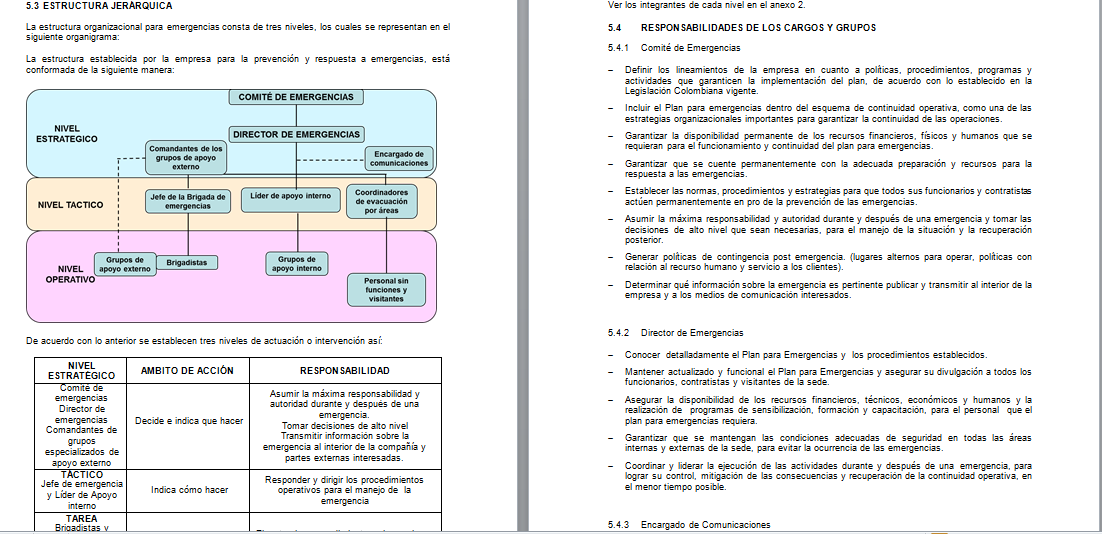 5.3 ESTRUCTURA JERÁRQUICA
La estructura organizacional para emergencias consta de tres niveles, los cuales se representan en el
siguiente organigrama:
La estructura establecida por la empresa para la prevención y respuesta a emergencias, está
conformada de la siguiente manera:
COMITÉ DE EMERGENCIAS
NIVEL
ESTRATEGICO
DIRECTOR DE EMERGENCIAS
Comandantes de los
grupos de apoyo
externo
Encargado de
comunicaciones
NIVEL TACTICO
Jefe de la Brigada de
emergencias
Líder de apoyo interno
Coordinadores
de evacuación
por áreas
NIVEL
OPERATIVO
Grupos de
apoyo externo
Brigadistas
Grupos de
apoyo interno
Personal sin
funciones y
visitantes
De acuerdo con lo anterior se establecen tres niveles de actuación o intervención así:
NIVEL
ESTRATÉGICO
AMBITO DE ACCIÓN
RESPONSABILIDAD
Comité de
emergencias
Director de
emergencias
Comandantes de
grupos
especializados de
apoyo externo
Decide e indica que hacer
Asumir la máxima responsabilidad y
autoridad durante y después de una
emergencia.
Tomar decisiones de alto nivel
Transmitir información sobre la
emergencia al interior de la compañía y
partes externas interesadas.
TÁCTICO
Jefe de emergencia
y Líder de Apoyo
interno
Indica cómo hacer
Responder y dirigir los procedimientos
operativos para el manejo de la
emergencia
TAREA
Brigadistas y
Ver los integrantes de cada nivel en el anexo 2.
5.4 RESPONSABILIDADES DE LOS CARGOS Y GRUPOS
5.4.1 Comité de Emergencias
– Definir los lineamientos de la empresa en cuanto a políticas, procedimientos, programas y
actividades que garanticen la implementación del plan, de acuerdo con lo establecido en la
Legislación Colombiana vigente.
– Incluir el Plan para emergencias dentro del esquema de continuidad operativa, como una de las
estrategias organizacionales importantes para garantizar la continuidad de las operaciones.
– Garantizar la disponibilidad permanente de los recursos financieros, físicos y humanos que se
requieran para el funcionamiento y continuidad del plan para emergencias.
– Garantizar que se cuente permanentemente con la adecuada preparación y recursos para la
respuesta a las emergencias.
– Establecer las normas, procedimientos y estrategias para que todos sus funcionarios y contratistas
actúen permanentemente en pro de la prevención de las emergencias.
– Asumir la máxima responsabilidad y autoridad durante y después de una emergencia y tomar las
decisiones de alto nivel que sean necesarias, para el manejo de la situación y la recuperación
posterior.
– Generar políticas de contingencia post emergencia. (lugares alternos para operar, políticas con
relación al recurso humano y servicio a los clientes).
– Determinar qué información sobre la emergencia es pertinente publicar y transmitir al interior de la
empresa y a los medios de comunicación interesados.
5.4.2 Director de Emergencias
– Conocer detalladamente el Plan para Emergencias y los procedimientos establecidos.
– Mantener actualizado y funcional el Plan para Emergencias y asegurar su divulgación a todos los
funcionarios, contratistas y visitantes de la sede.
– Asegurar la disponibilidad de los recursos financieros, técnicos, económicos y humanos y la
realización de programas de sensibilización, formación y capacitación, para el personal que el
plan para emergencias requiera.
– Garantizar que se mantengan las condiciones adecuadas de seguridad en todas las áreas
internas y externas de la sede, para evitar la ocurrencia de las emergencias.
– Coordinar y liderar la ejecución de las actividades durante y después de una emergencia, para
lograr su control, mitigación de las consecuencias y recuperación de la continuidad operativa, en
el menor tiempo posible.
5.4.3 Encargado de Comunicaciones